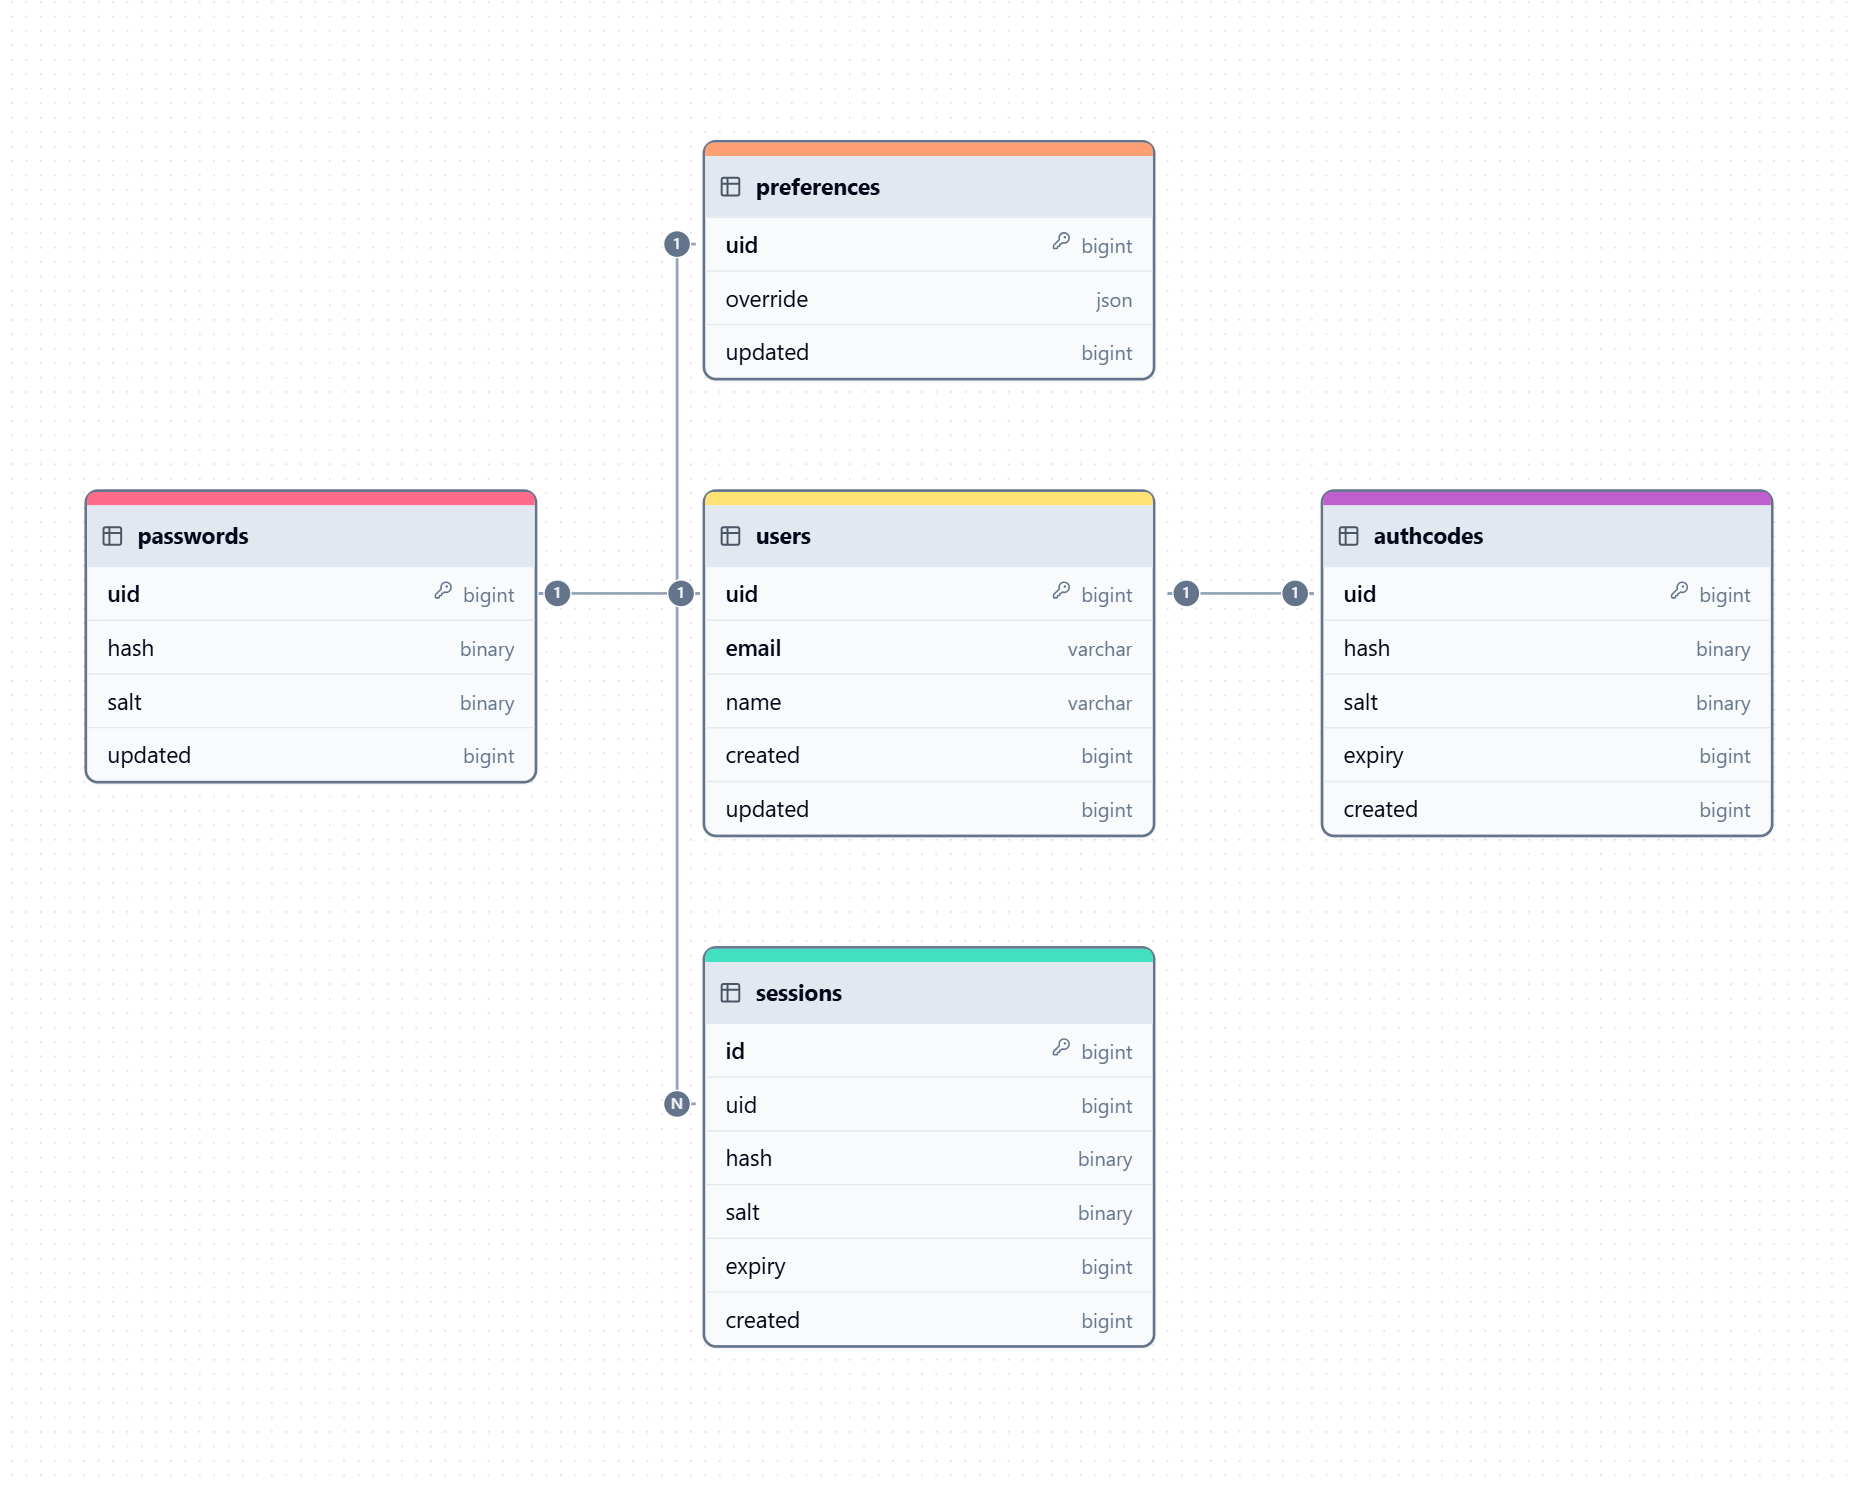 preferences
uid bigint
override json
updated bigint
passwords
uid bigint
hash binary
salt binary
updated bigint
users
uid bigint
email varchar
name varchar
created bigint
updated bigint
authcodes
uid bigint
hash binary
salt binary
expiry bigint
created bigint
sessions
id bigint
uid bigint
hash binary
salt binary
expiry bigint
created bigint
1
1
1
1
1
N